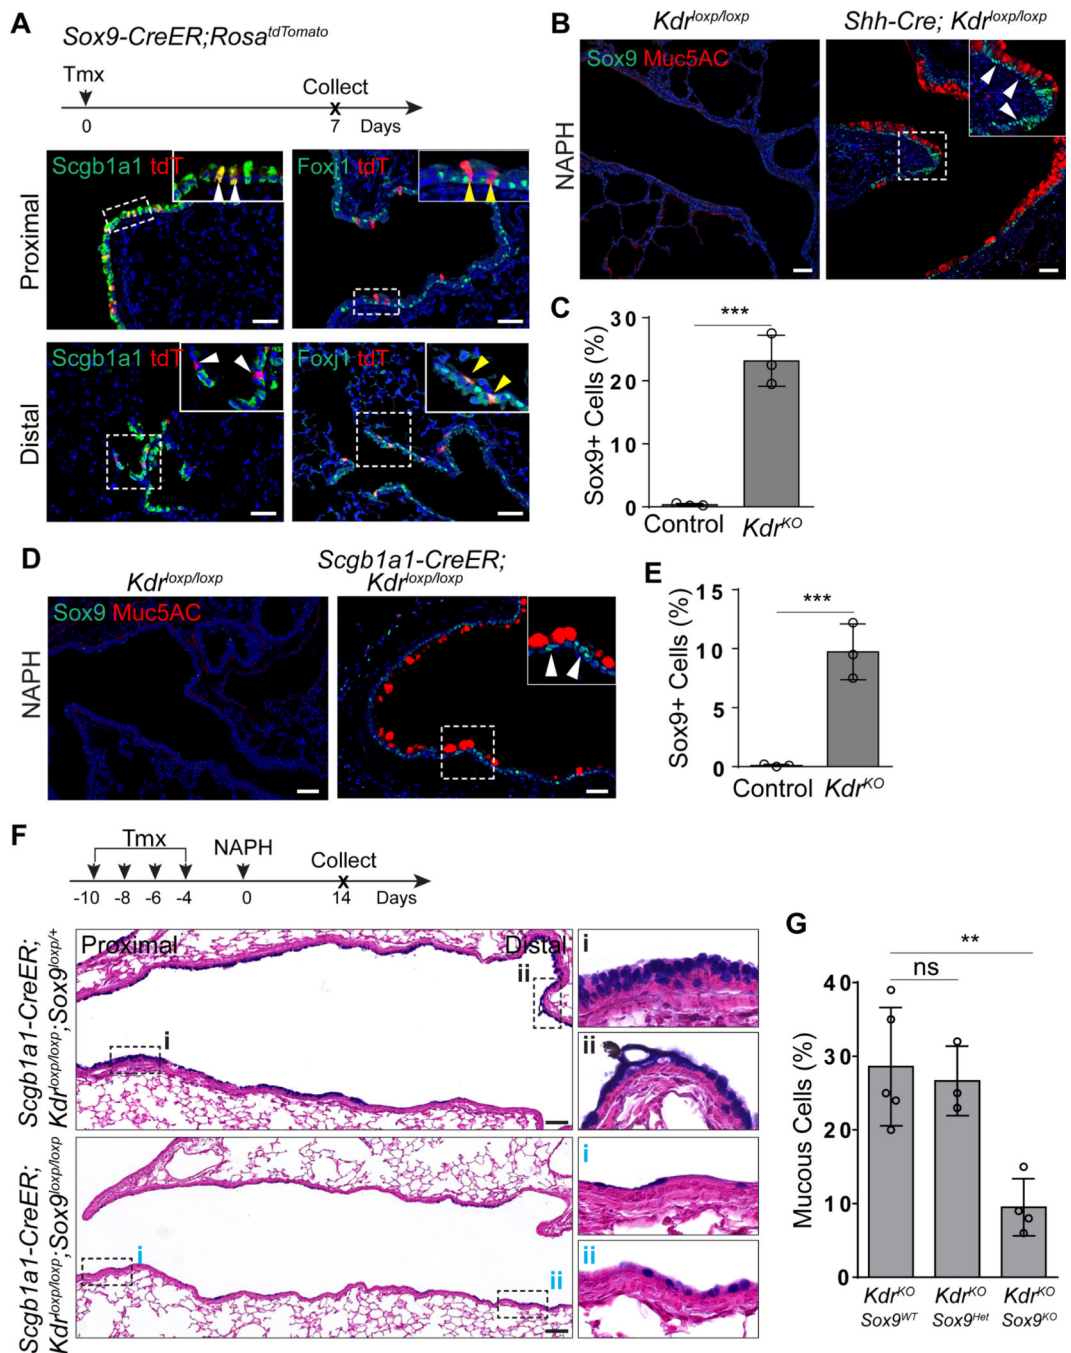 A
Sox9-CreER;Rosa^tdTomato
Tmx
Collect
0
7
Days
Scgb1a1 tdT
Foxj1 tdT
Proximal
Scgb1a1 tdT
Foxj1 tdT
Distal
B
Kdr^loxp/loxp
Shh-Cre; Kdr^loxp/loxp
Sox9 Muc5AC
NAPH
C
***
Sox9+ Cells (%)
30
20
10
0
Control
Kdr^KO
D
Kdr^loxp/loxp
Scgb1a1-CreER;
Kdr^loxp/loxp
Sox9 Muc5AC
NAPH
E
***
Sox9+ Cells (%)
15
10
5
0
Control
Kdr^KO
F
Tmx
NAPH
Collect
-10
-8
-6
-4
0
14
Days
Scgb1a1-CreER;
Kdr^loxp/loxp;Sox9^loxp/+
Proximal
Distal
i
ii
i
ii
Scgb1a1-CreER;
Kdr^loxp/loxp;Sox9^loxp/loxp
i
ii
i
ii
G
**
ns
Mucous Cells (%)
40
30
20
10
0
Kdr^KO
Sox9^WT
Kdr^KO
Sox9^Het
Kdr^KO
Sox9^KO